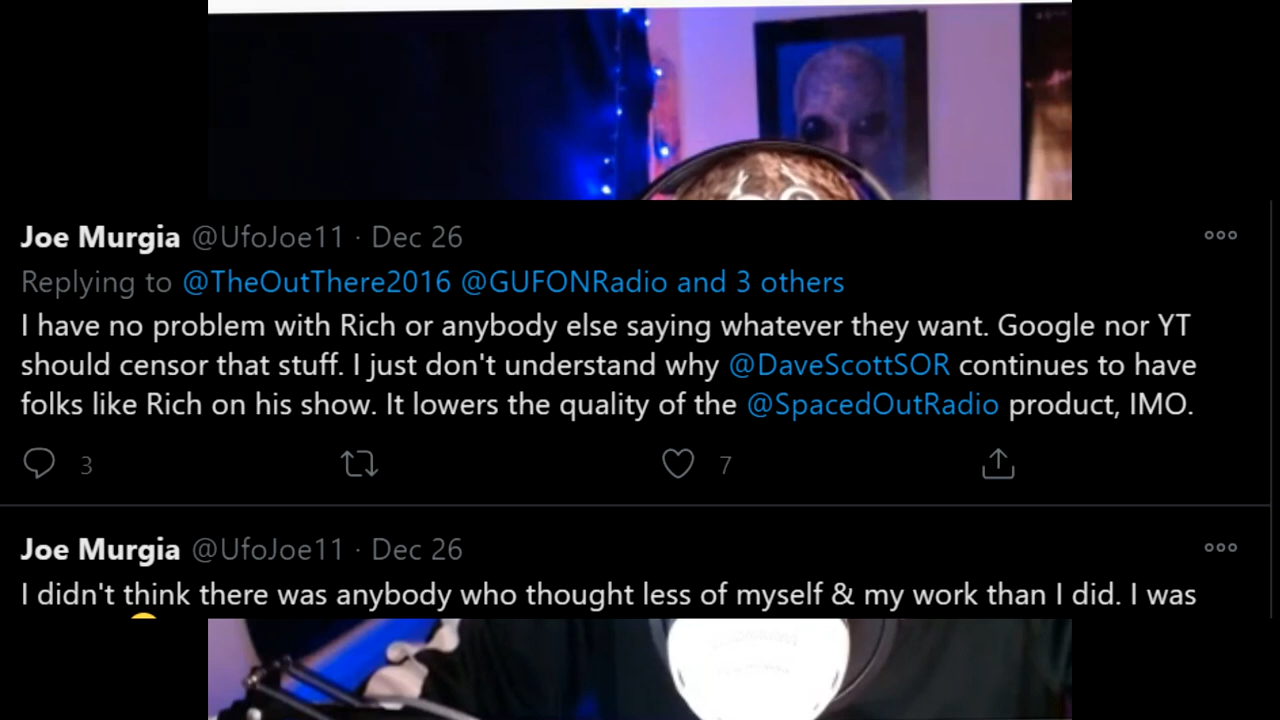 Joe Murgia @UfoJoe11 · Dec 26
Replying to @TheOutThere2016 @GUFONRadio and 3 others
I have no problem with Rich or anybody else saying whatever they want. Google nor YT
should censor that stuff. I just don't understand why @DaveScottSOR continues to have
folks like Rich on his show. It lowers the quality of the @SpacedOutRadio product, IMO.
3 7
Joe Murgia @UfoJoe11 · Dec 26
I didn't think there was anybody who thought less of myself & my work than I did. I was